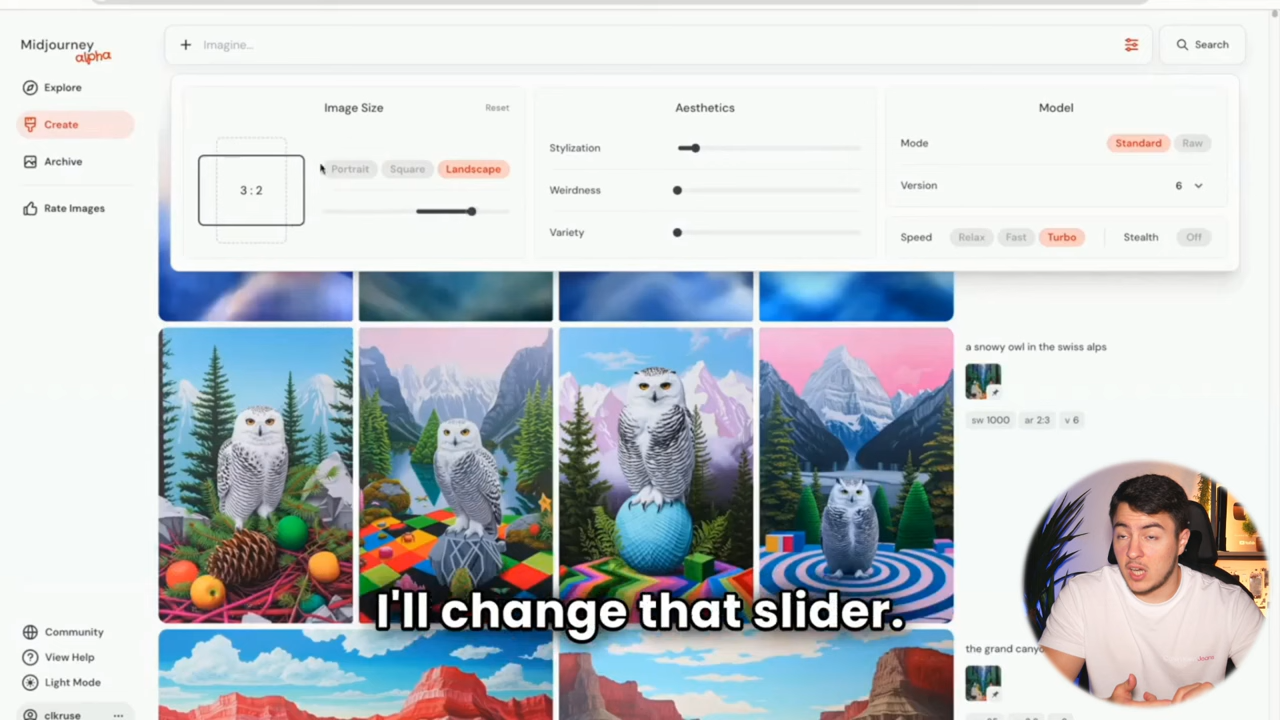 Midjourney
alpha
Imagine...
Search
Explore
Create
Archive
Rate Images
Image Size
Reset
3 : 2
Portrait
Square
Landscape
Aesthetics
Stylization
Weirdness
Variety
Model
Mode
Standard
Raw
Version
6
Speed
Relax
Fast
Turbo
Stealth
Off
a snowy owl in the swiss alps
sw 1000
ar 2:3
v 6
I'll change that slider.
the grand canyo
Community
View Help
Light Mode
clkruse